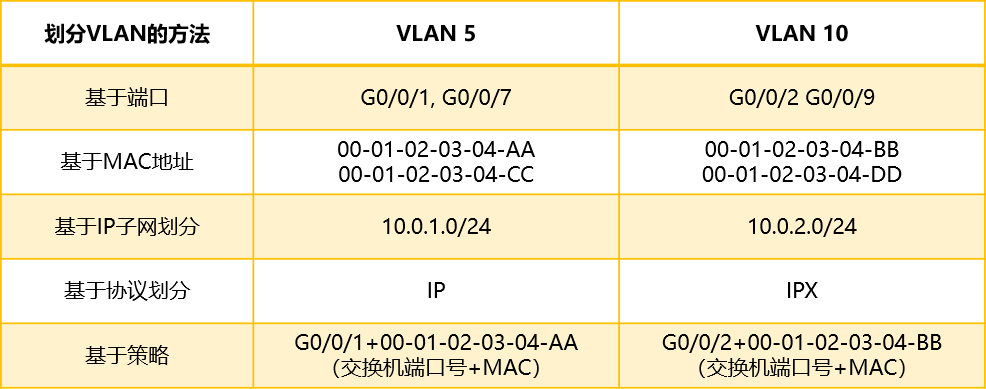 划分VLAN的方法 VLAN 5 VLAN 10
基于端口 G0/0/1, G0/0/7 G0/0/2 G0/0/9
基于MAC地址 00-01-02-03-04-AA 00-01-02-03-04-BB
00-01-02-03-04-CC 00-01-02-03-04-DD
基于IP子网划分 10.0.1.0/24 10.0.2.0/24
基于协议划分 IP IPX
基于策略 G0/0/1+00-01-02-03-04-AA G0/0/2+00-01-02-03-04-BB
（交换机端口号+MAC） （交换机端口号+MAC）